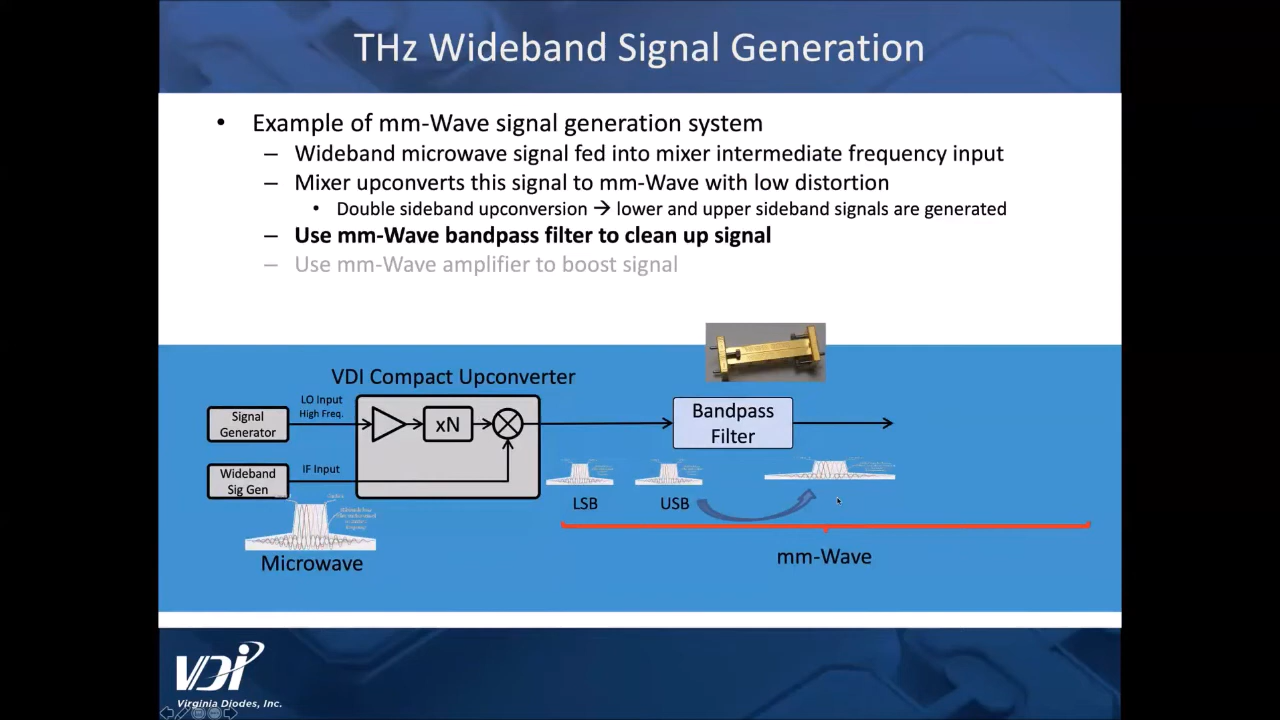 THz Wideband Signal Generation
• Example of mm-Wave signal generation system
– Wideband microwave signal fed into mixer intermediate frequency input
– Mixer upconverts this signal to mm-Wave with low distortion
• Double sideband upconversion → lower and upper sideband signals are generated
– Use mm-Wave bandpass filter to clean up signal
– Use mm-Wave amplifier to boost signal
VDI Compact Upconverter
LO Input
High Freq.
Signal
Generator
xN
Bandpass
Filter
IF Input
Wideband
Sig Gen
LSB
USB
Microwave
mm-Wave
VDI
Virginia Diodes, Inc.